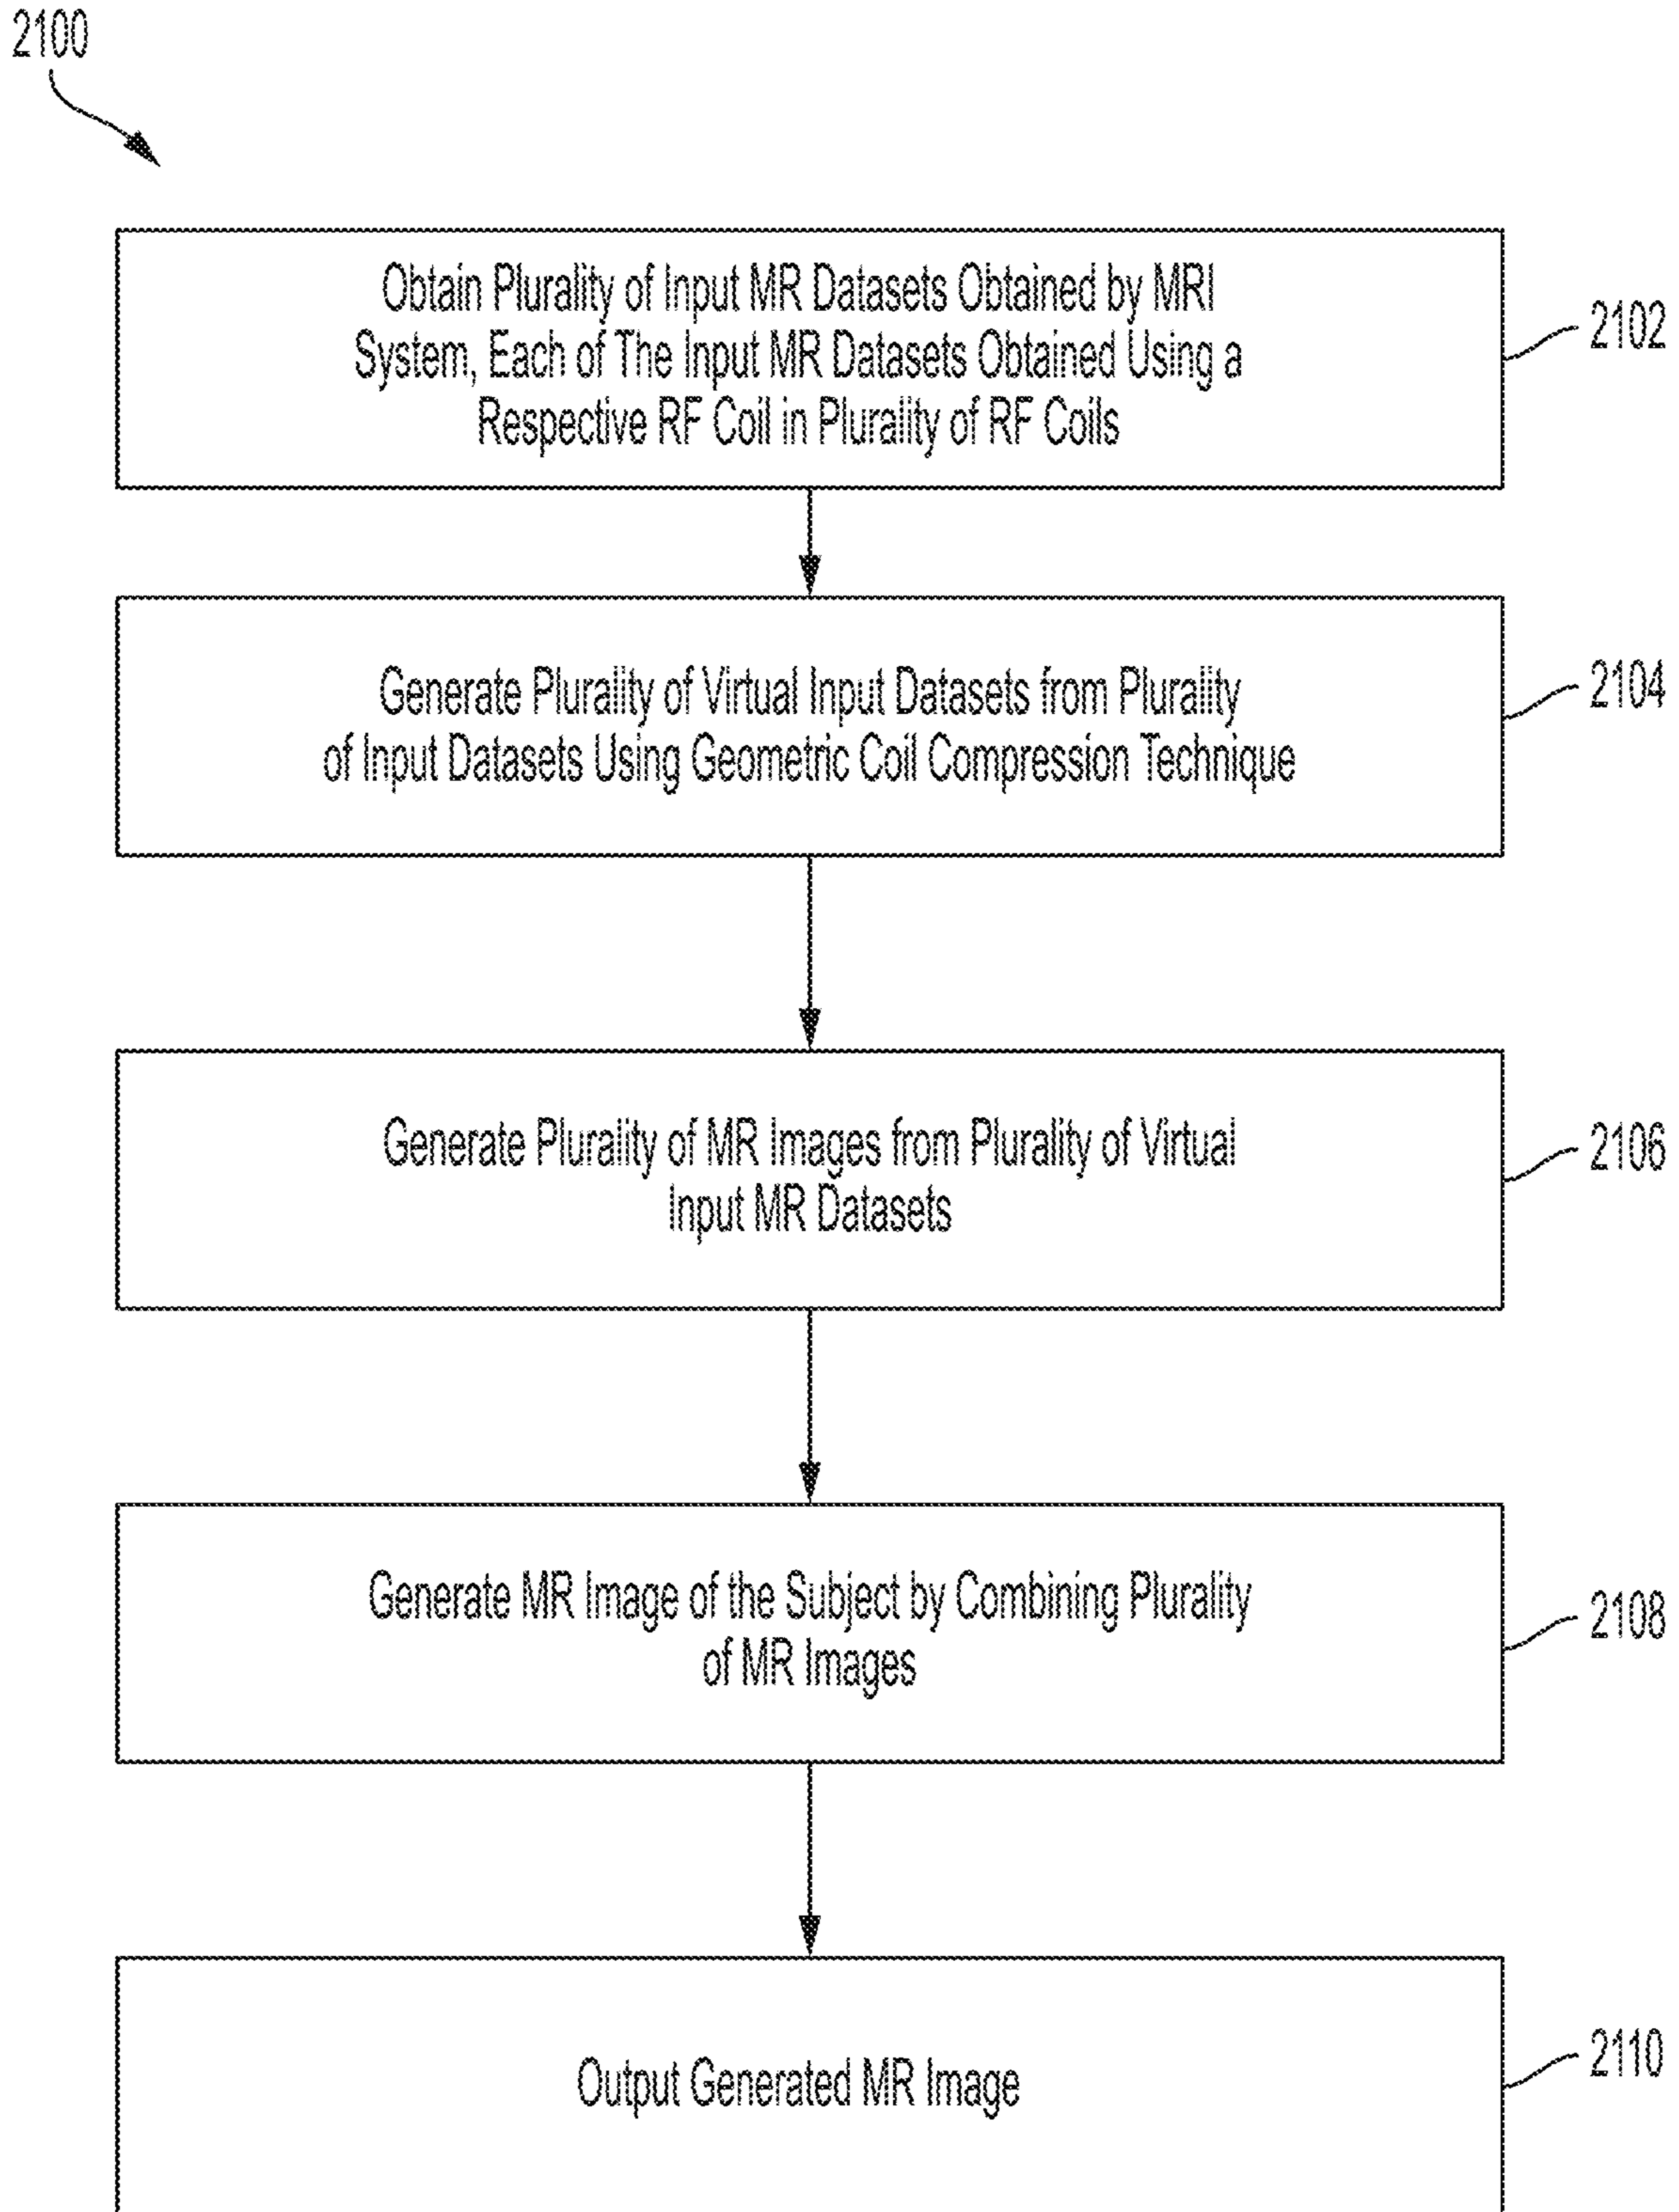 2100
Obtain Plurality of Input MR Datasets Obtained by MRI
System, Each of The Input MR Datasets Obtained Using a
Respective RF Coil in Plurality of RF Coils
2102
Generate Plurality of Virtual Input Datasets from Plurality
of Input Datasets Using Geometric Coil Compression Technique
2104
Generate Plurality of MR Images from Plurality of Virtual
Input MR Datasets
2106
Generate MR Image of the Subject by Combining Plurality
of MR Images
2108
Output Generated MR Image
2110